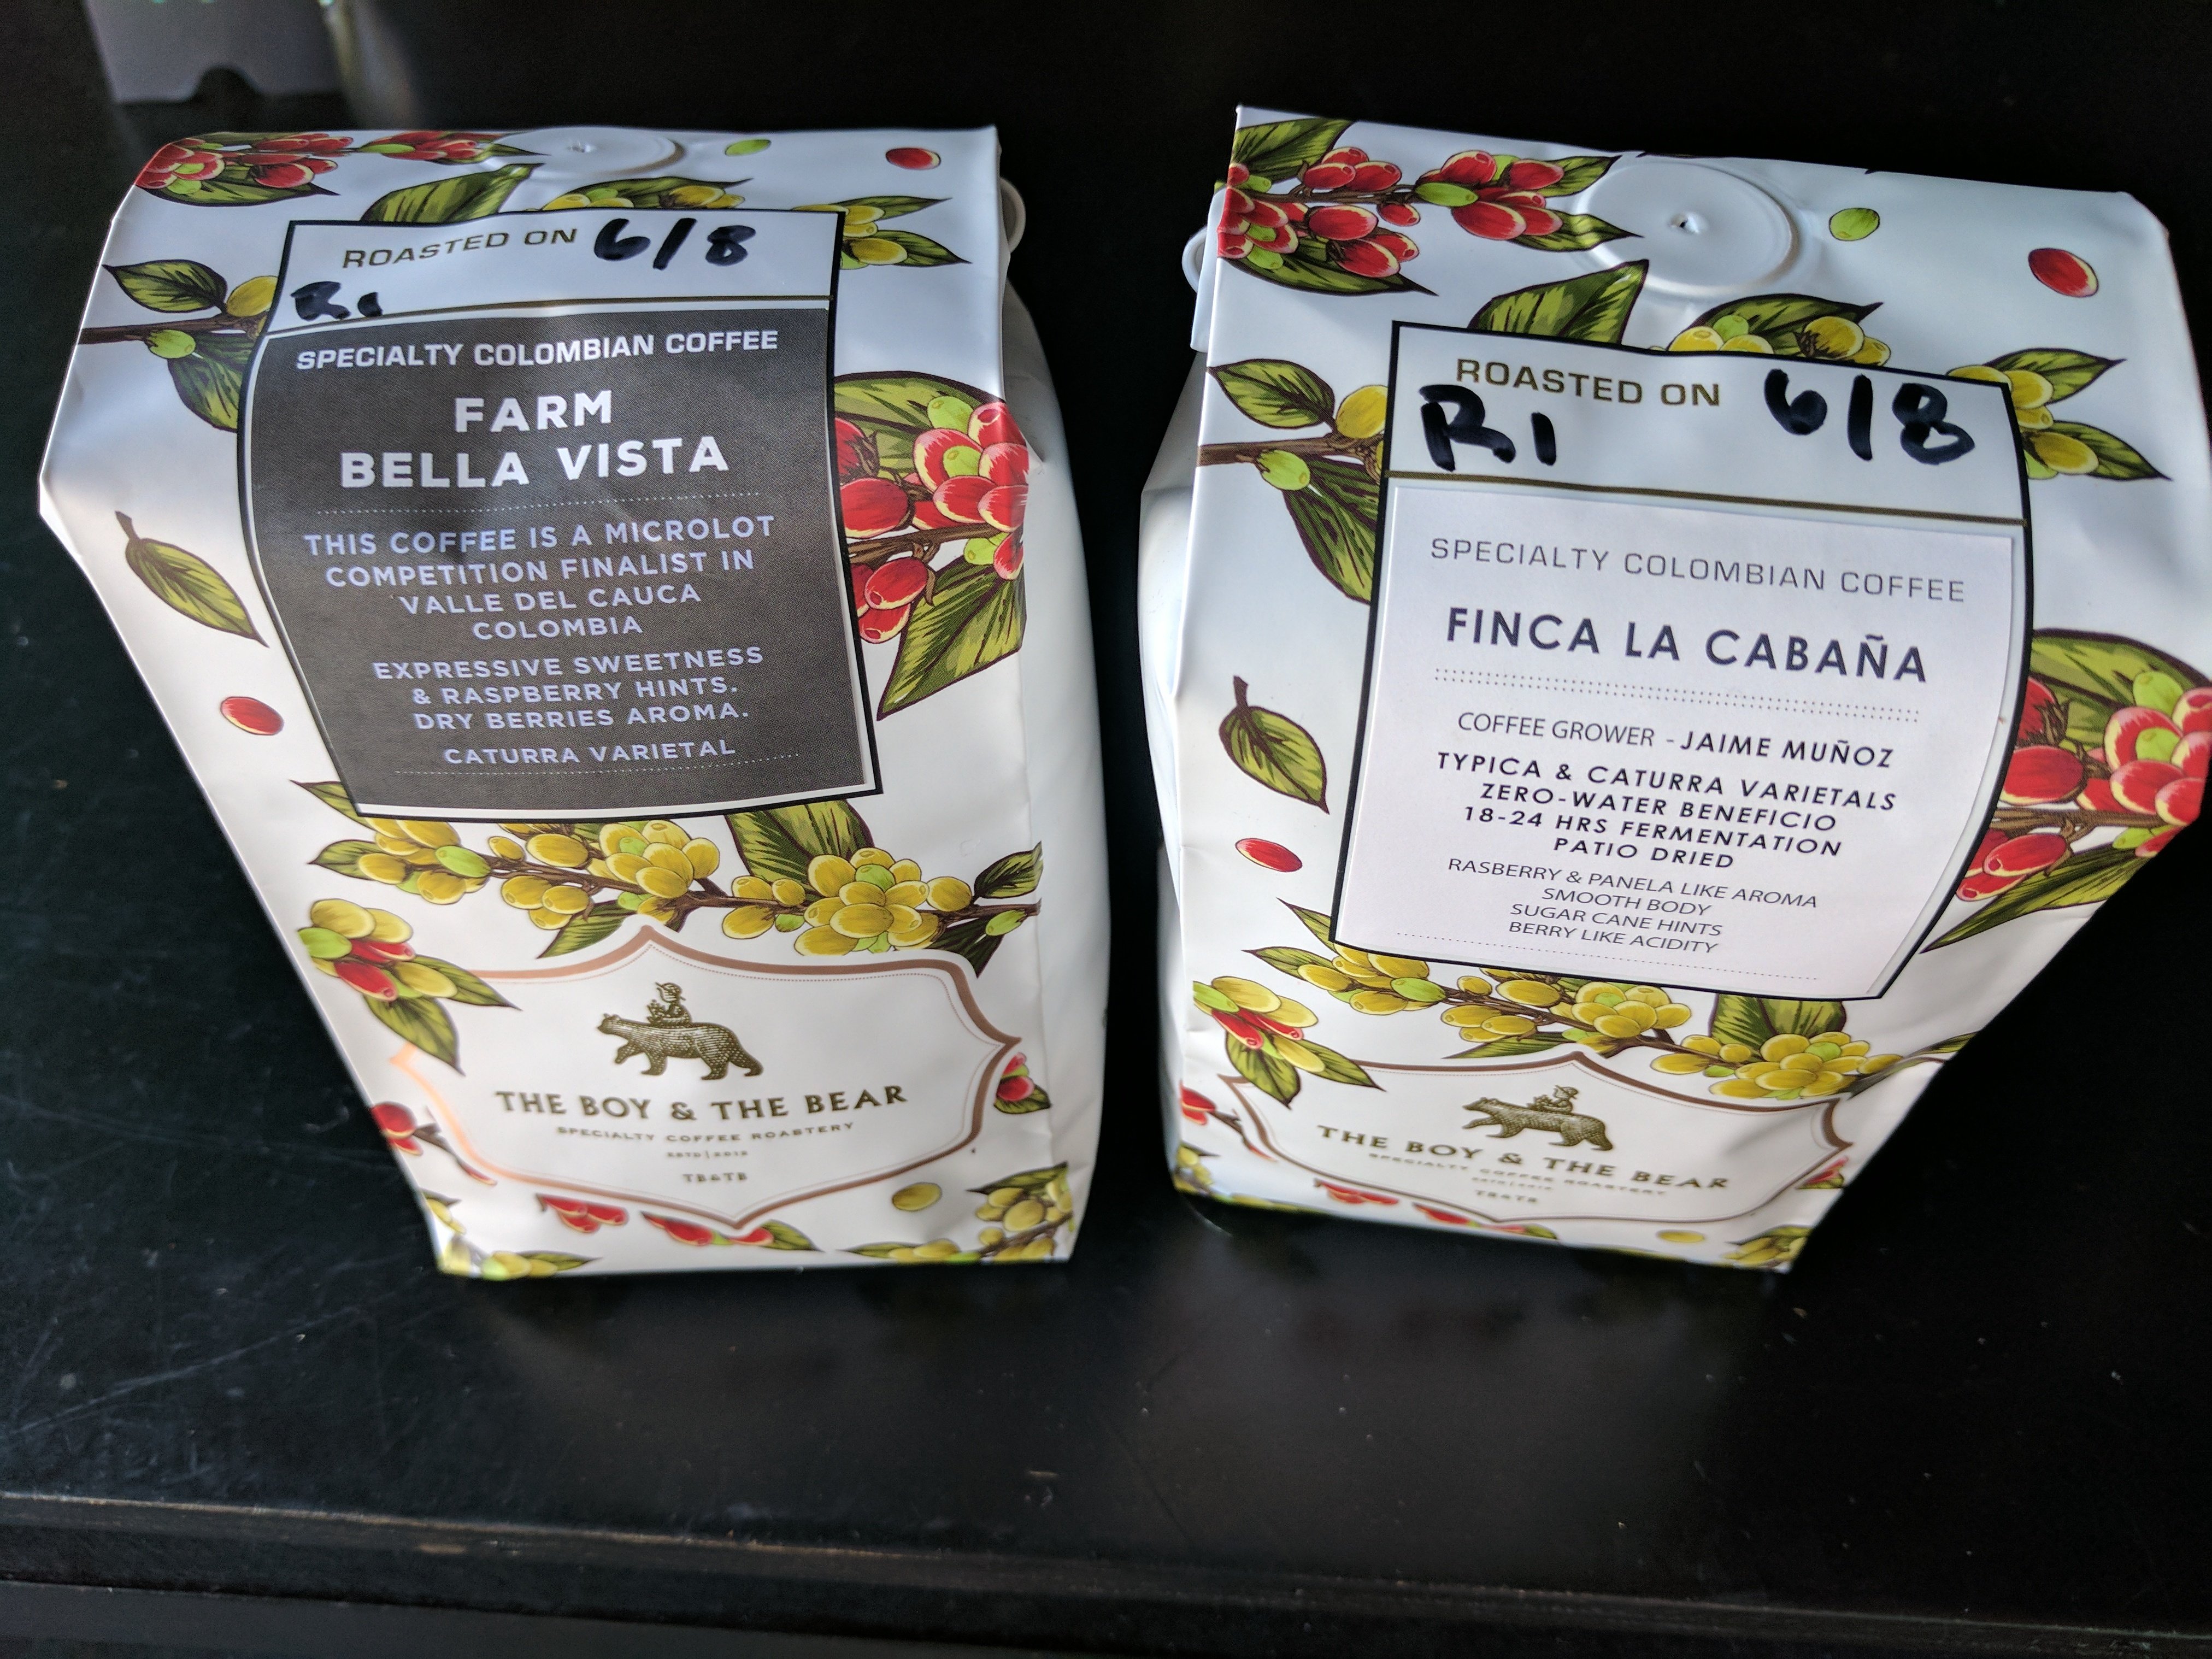 ROASTED ON 6/8
R1
SPECIALTY COLOMBIAN COFFEE
FARM
BELLA VISTA
THIS COFFEE IS A MICROLOT
COMPETITION FINALIST IN
VALLE DEL CAUCA
COLOMBIA
EXPRESSIVE SWEETNESS
& RASPBERRY HINTS.
DRY BERRIES AROMA.
CATURRA VARIETAL
THE BOY & THE BEAR
SPECIALTY COFFEE ROASTERY
TB&TB
ROASTED ON 6/8
R1
SPECIALTY COLOMBIAN COFFEE
FINCA LA CABAÑA
COFFEE GROWER - JAIME MUÑOZ
TYPICA & CATURRA VARIETALS
ZERO-WATER BENEFICIO
18-24 HRS FERMENTATION
PATIO DRIED
RASBERRY & PANELA LIKE AROMA
SMOOTH BODY
SUGAR CANE HINTS
BERRY LIKE ACIDITY
THE BOY & THE BEAR
SPECIALTY COFFEE ROASTERY
TB&TB